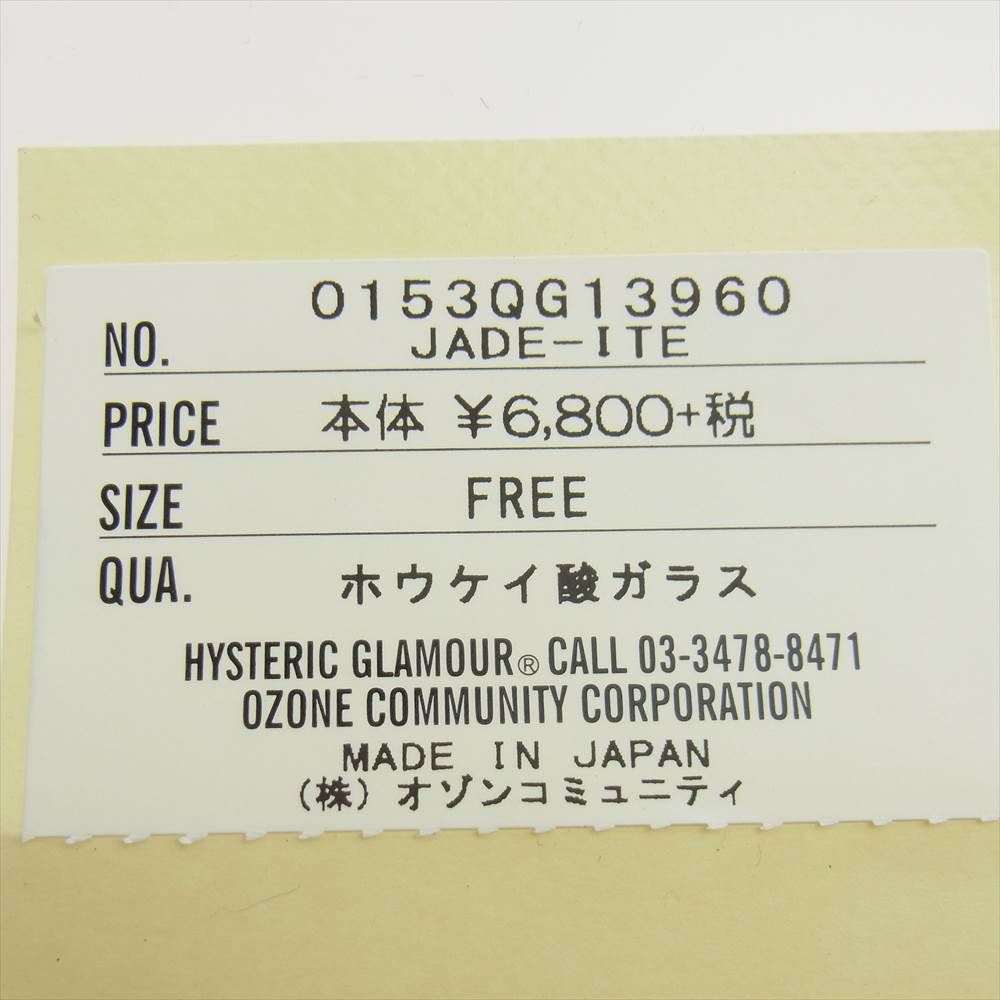 0153QG13960
NO. JADE-ITE
PRICE 本体 ¥6,800+税
SIZE FREE
QUA. ホウケイ酸ガラス
HYSTERIC GLAMOUR® CALL 03-3478-8471
OZONE COMMUNITY CORPORATION
MADE IN JAPAN
(株) オゾンコミュニティ